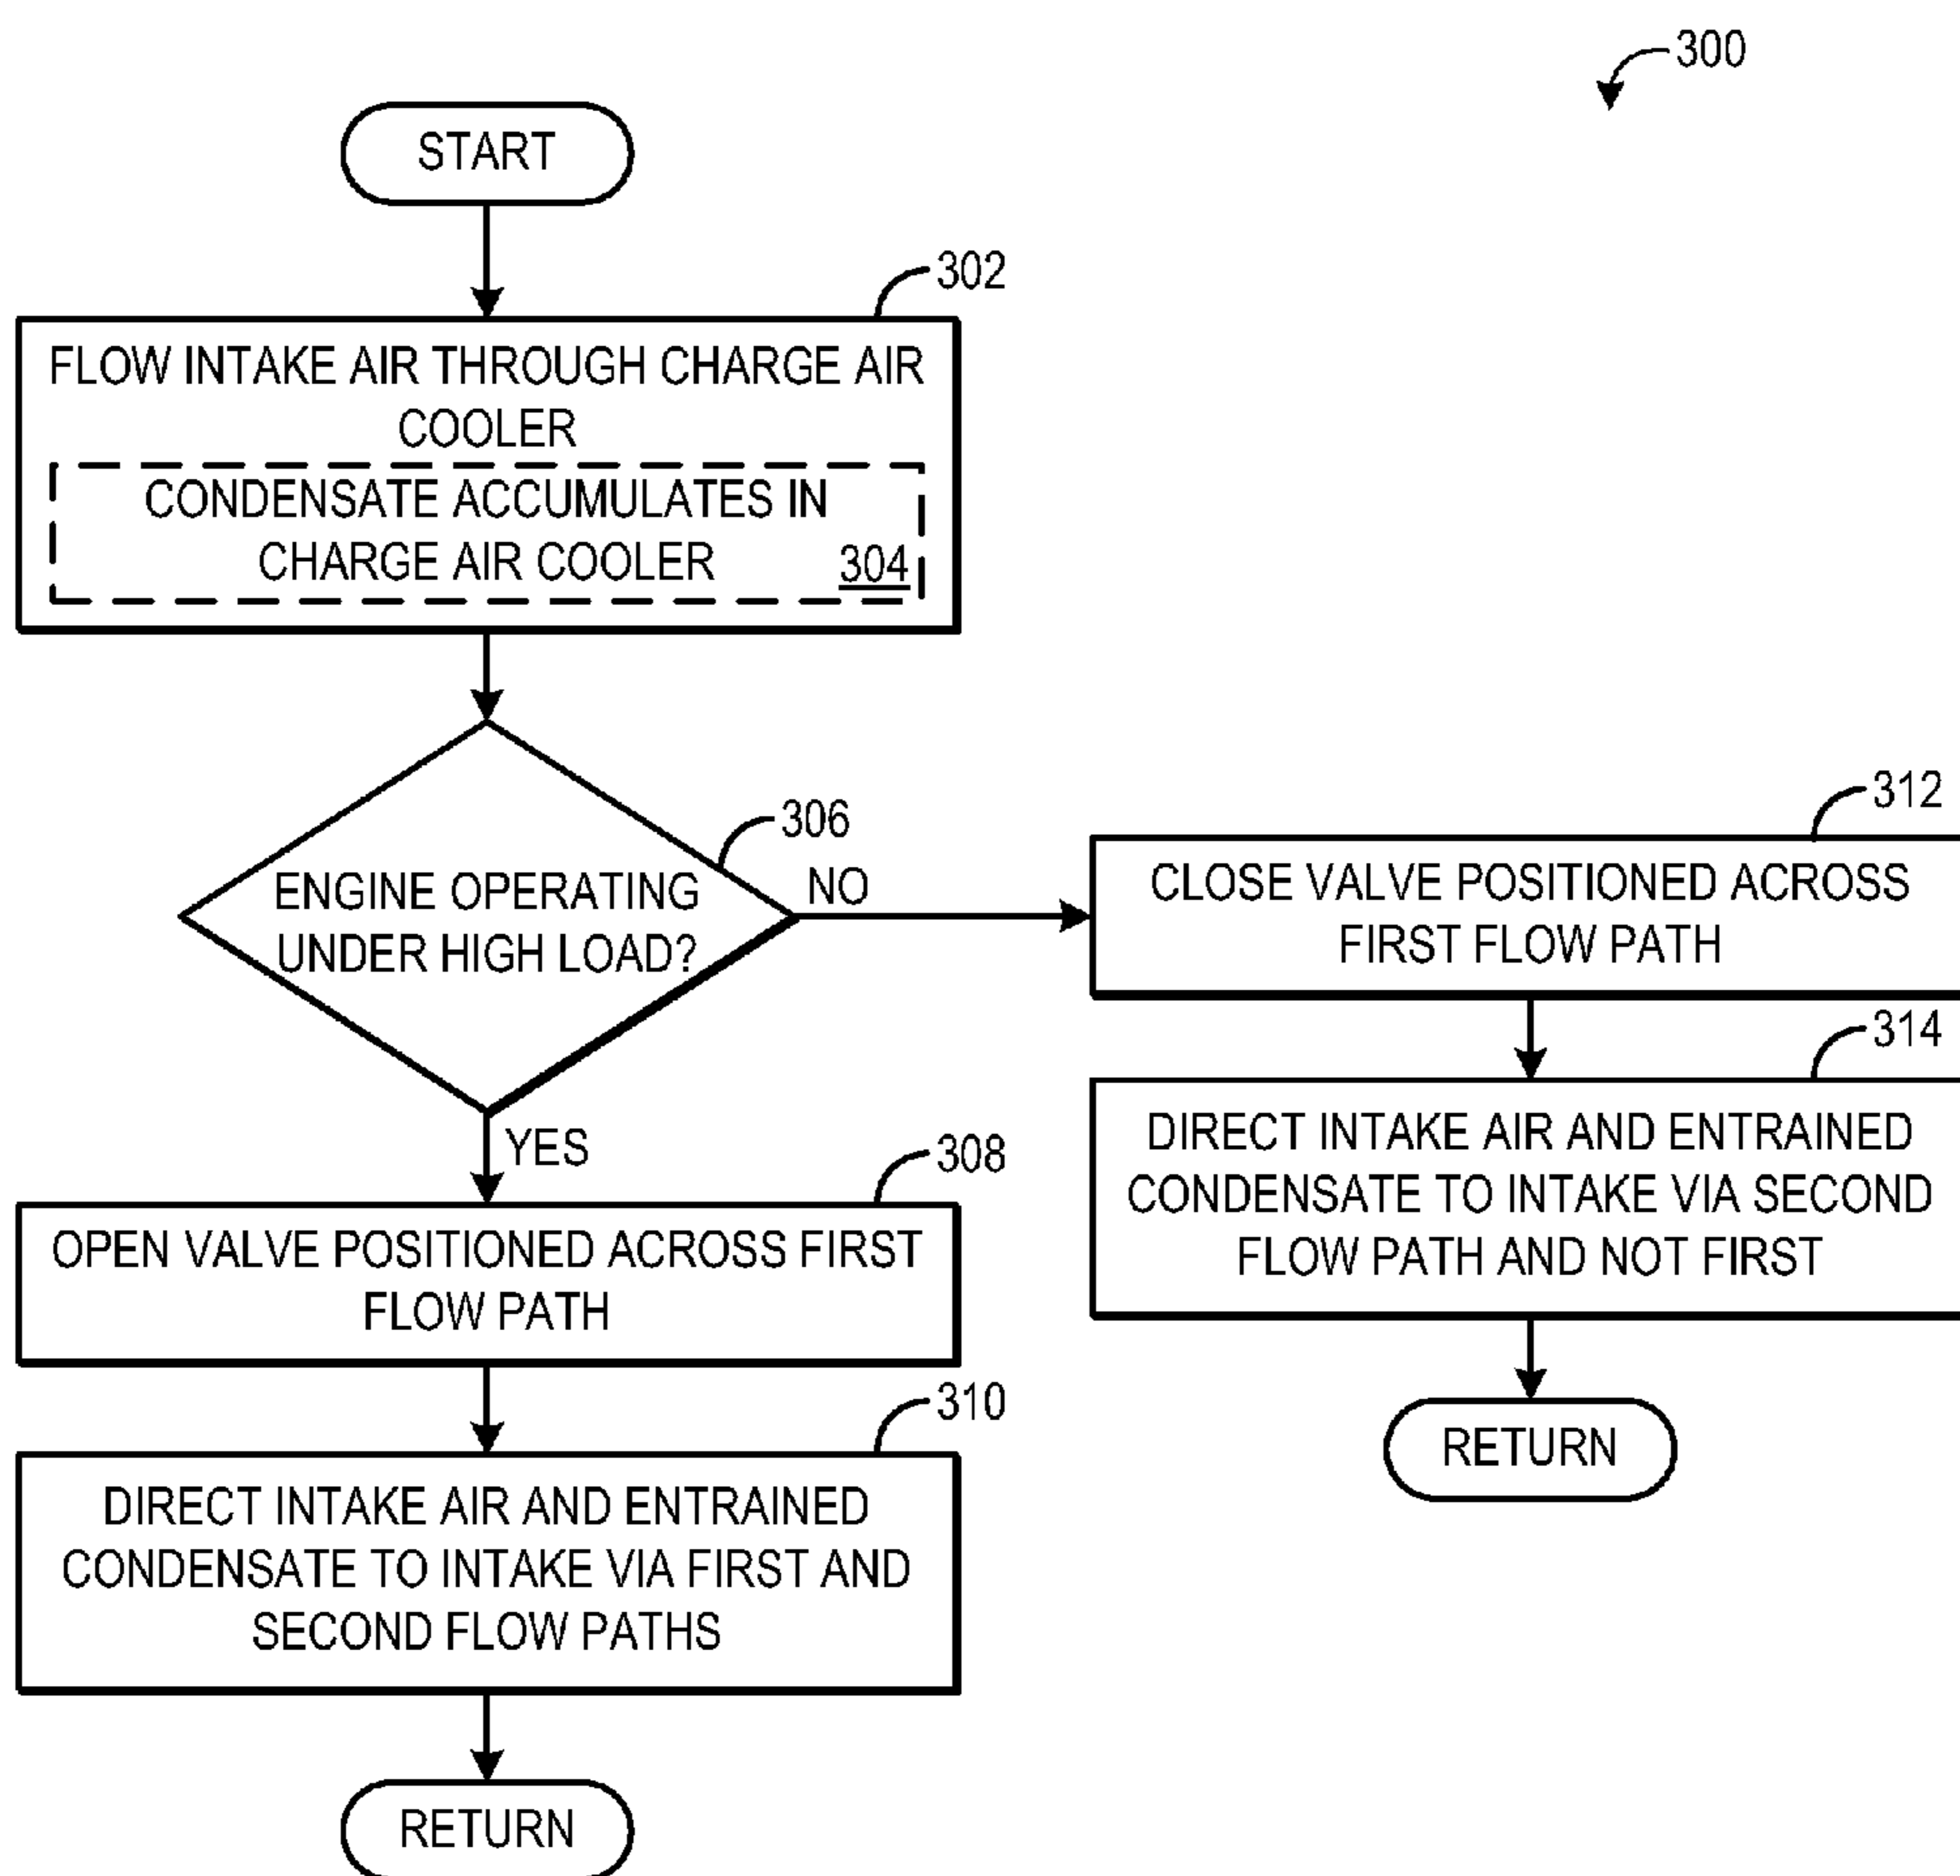 300
START
302
FLOW INTAKE AIR THROUGH CHARGE AIR
COOLER
CONDENSATE ACCUMULATES IN
CHARGE AIR COOLER
304
306
ENGINE OPERATING
UNDER HIGH LOAD?
NO
YES
308
OPEN VALVE POSITIONED ACROSS FIRST
FLOW PATH
310
DIRECT INTAKE AIR AND ENTRAINED
CONDENSATE TO INTAKE VIA FIRST AND
SECOND FLOW PATHS
RETURN
312
CLOSE VALVE POSITIONED ACROSS
FIRST FLOW PATH
314
DIRECT INTAKE AIR AND ENTRAINED
CONDENSATE TO INTAKE VIA SECOND
FLOW PATH AND NOT FIRST
RETURN